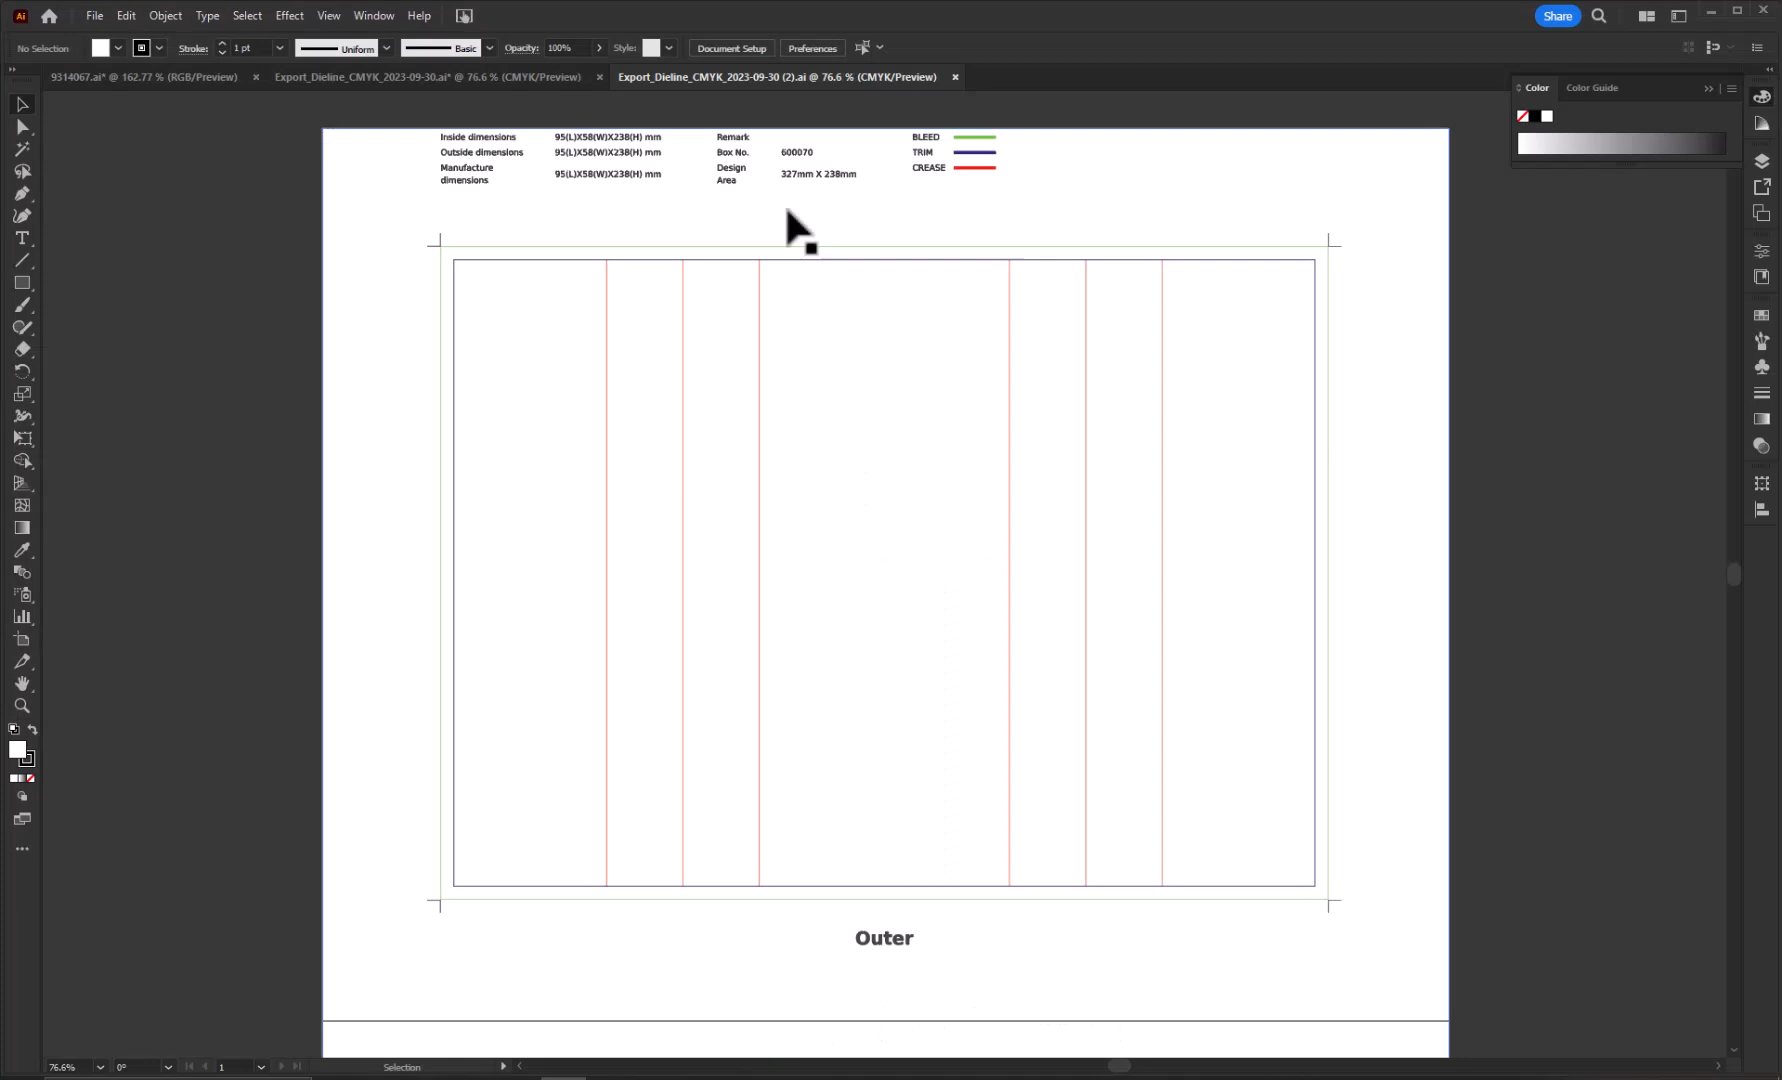 Ai File Edit Object Type Select Effect View Window Help Share
No Selection Stroke: 1 pt Uniform Basic Opacity: 100% Style: Document Setup Preferences
9314067.ai* @ 162.77 % (RGB/Preview) × Export_Dieline_CMYK_2023-09-30.ai* @ 76.6 % (CMYK/Preview) × Export_Dieline_CMYK_2023-09-30 (2).ai @ 76.6 % (CMYK/Preview) ×
Color Color Guide
Inside dimensions 95(L)X58(W)X238(H) mm Remark BLEED
Outside dimensions 95(L)X58(W)X238(H) mm Box No. 600070 TRIM
Manufacture dimensions 95(L)X58(W)X238(H) mm Design Area 327mm X 238mm CREASE
Outer
76.6% 0° 1 Selection